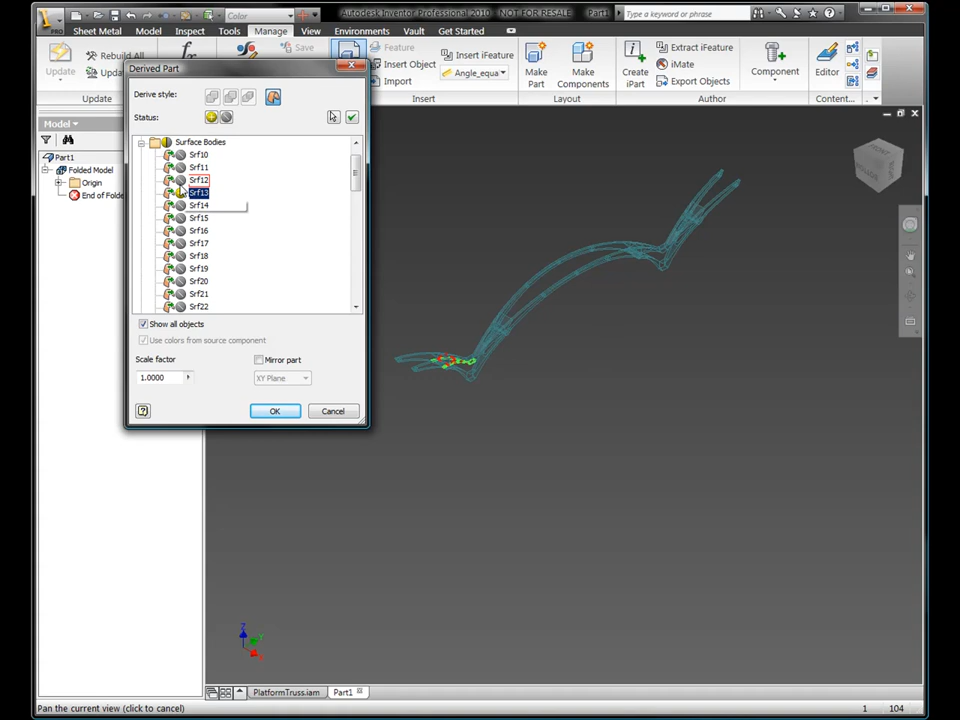 Color
Autodesk Inventor Professional 2010 - NOT FOR RESALE Part1
Type a keyword or phrase
PRO
Sheet Metal Model Inspect Tools Manage View Environments Vault Get Started
Update
Rebuild All
Save
Feature
Insert Object
Import
Insert iFeature
Angle_equa
Make Part
Make Components
Create iPart
Extract iFeature
iMate
Export Objects
Component
Editor
Update
Insert
Layout
Author
Content...
Model
Part1
Folded Model
Origin
End of Folde
Derived Part
Derive style:
Status:
Surface Bodies
Srf10
Srf11
Srf12
Srf13
Srf14
Srf15
Srf16
Srf17
Srf18
Srf19
Srf20
Srf21
Srf22
Show all objects
Use colors from source component
Scale factor
Mirror part
1.0000
XY Plane
OK
Cancel
FRONT
Z
Y
X
PlatformTruss.iam
Part1
Pan the current view (click to cancel)
1 104